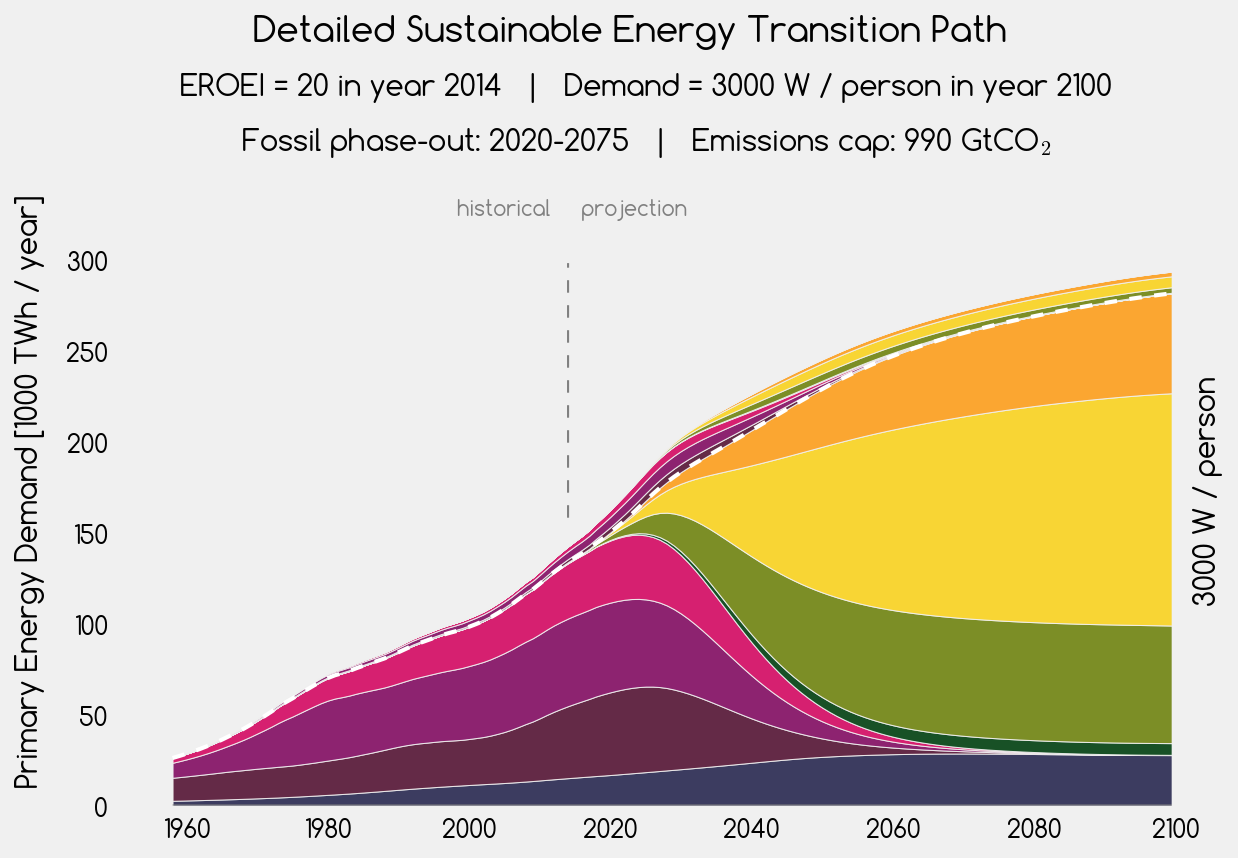 Detailed Sustainable Energy Transition Path
EROEI = 20 in year 2014 | Demand = 3000 W / person in year 2100
Fossil phase-out: 2020-2075 | Emissions cap: 990 GtCO₂
historical projection
Primary Energy Demand [1000 TWh / year]
300
250
200
150
100
50
0
3000 W / person
1960 1980 2000 2020 2040 2060 2080 2100